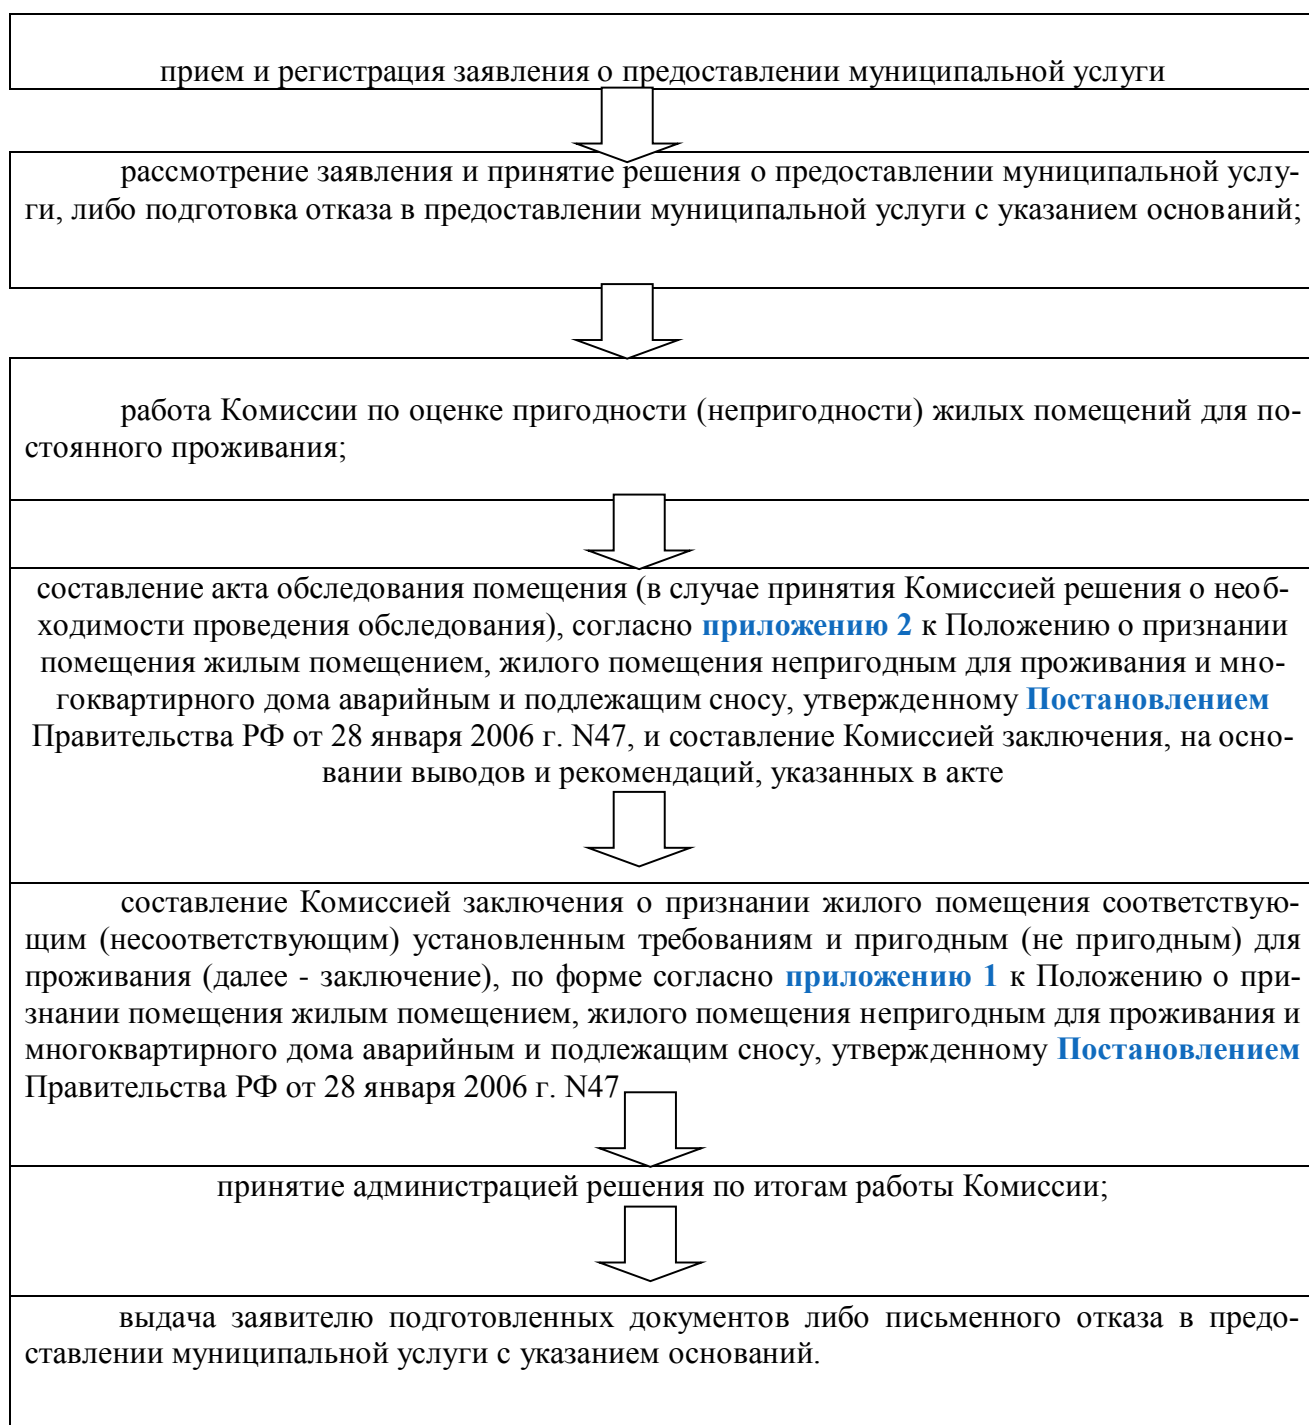 прием и регистрация заявления о предоставлении муниципальной услуги
рассмотрение заявления и принятие решения о предоставлении муниципальной услу-
ги, либо подготовка отказа в предоставлении муниципальной услуги с указанием оснований;
работа Комиссии по оценке пригодности (непригодности) жилых помещений для по-
стоянного проживания;
составление акта обследования помещения (в случае принятия Комиссией решения о необ-
ходимости проведения обследования), согласно приложению 2 к Положению о признании
помещения жилым помещением, жилого помещения непригодным для проживания и мно-
гоквартирного дома аварийным и подлежащим сносу, утвержденному Постановлением
Правительства РФ от 28 января 2006 г. N47, и составление Комиссией заключения, на осно-
вании выводов и рекомендаций, указанных в акте
составление Комиссией заключения о признании жилого помещения соответствую-
щим (несоответствующим) установленным требованиям и пригодным (не пригодным) для
проживания (далее - заключение), по форме согласно приложению 1 к Положению о при-
знании помещения жилым помещением, жилого помещения непригодным для проживания и
многоквартирного дома аварийным и подлежащим сносу, утвержденному Постановлением
Правительства РФ от 28 января 2006 г. N47
принятие администрацией решения по итогам работы Комиссии;
выдача заявителю подготовленных документов либо письменного отказа в предо-
ставлении муниципальной услуги с указанием оснований.